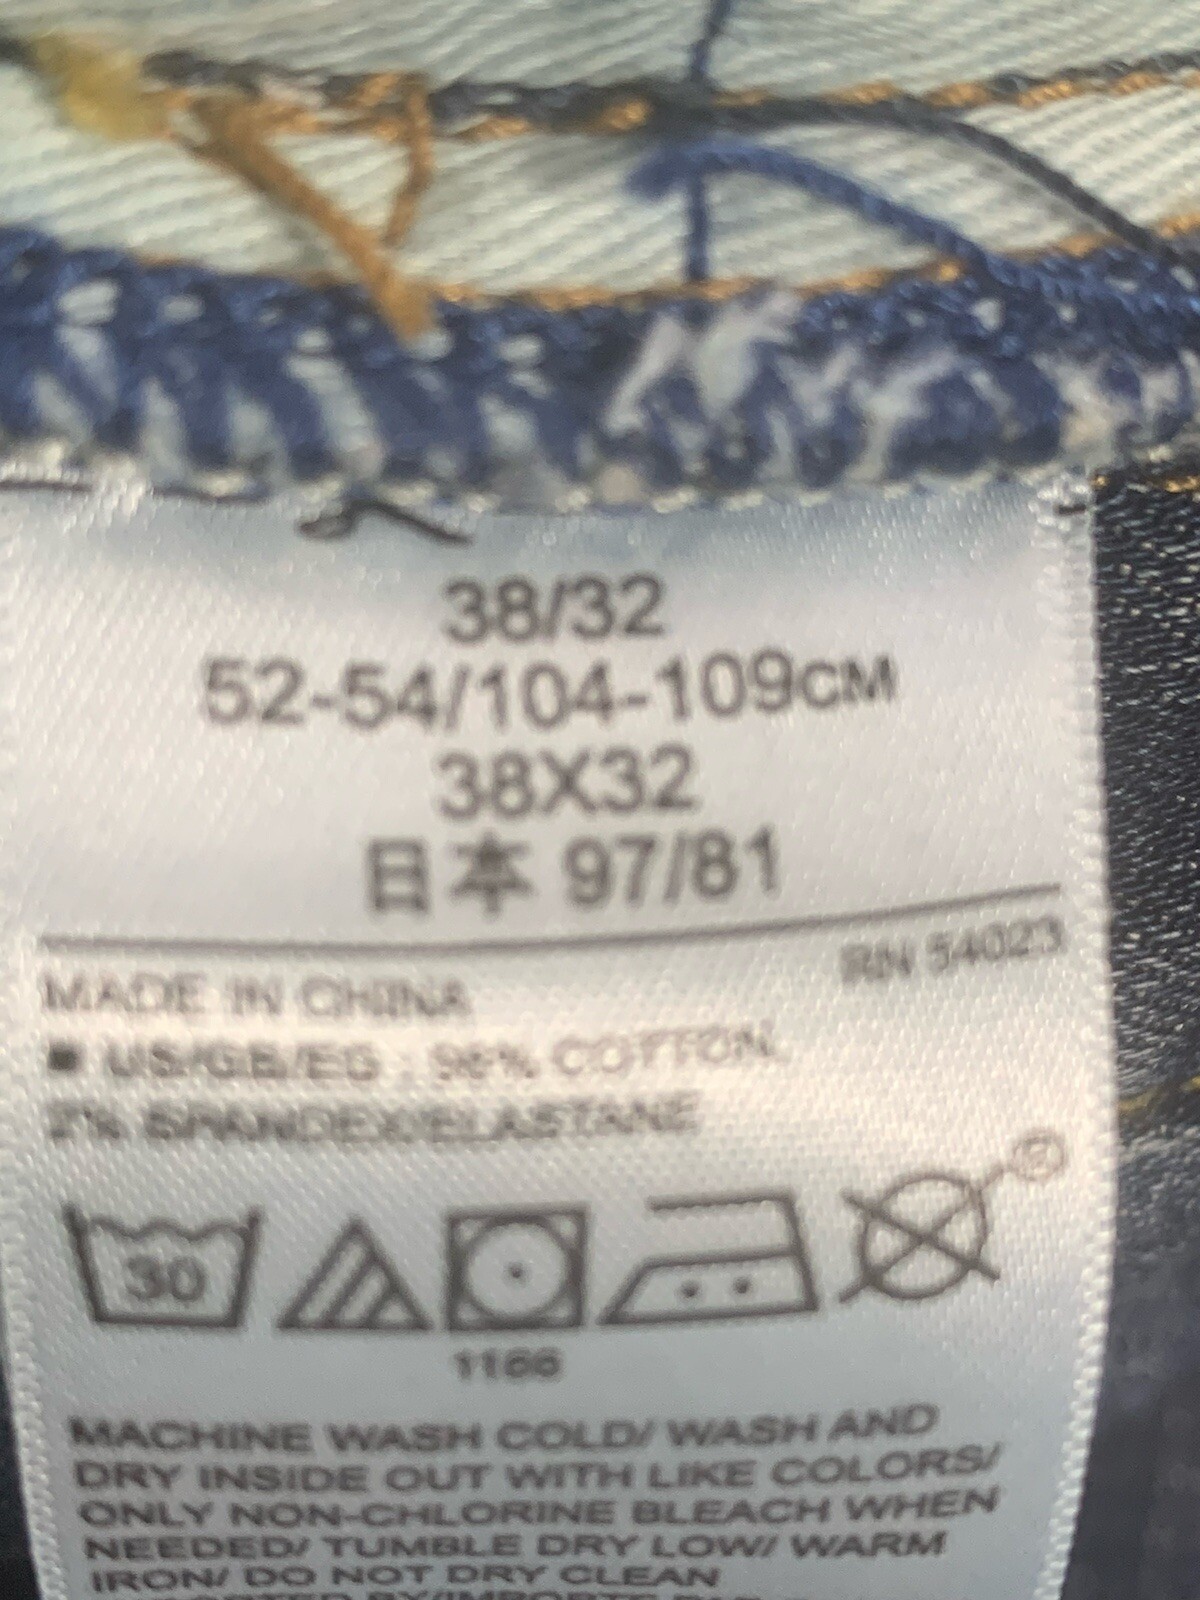 38/32
52-54/104-109CM
38X32
日本 97/81
RN 54023
MADE IN CHINA
■ US/GB/EG : 98% COTTON,
2% SPANDEX/ELASTANE
30
®
1166
MACHINE WASH COLD/ WASH AND
DRY INSIDE OUT WITH LIKE COLORS/
ONLY NON-CHLORINE BLEACH WHEN
NEEDED/ TUMBLE DRY LOW/ WARM
IRON/ DO NOT DRY CLEAN